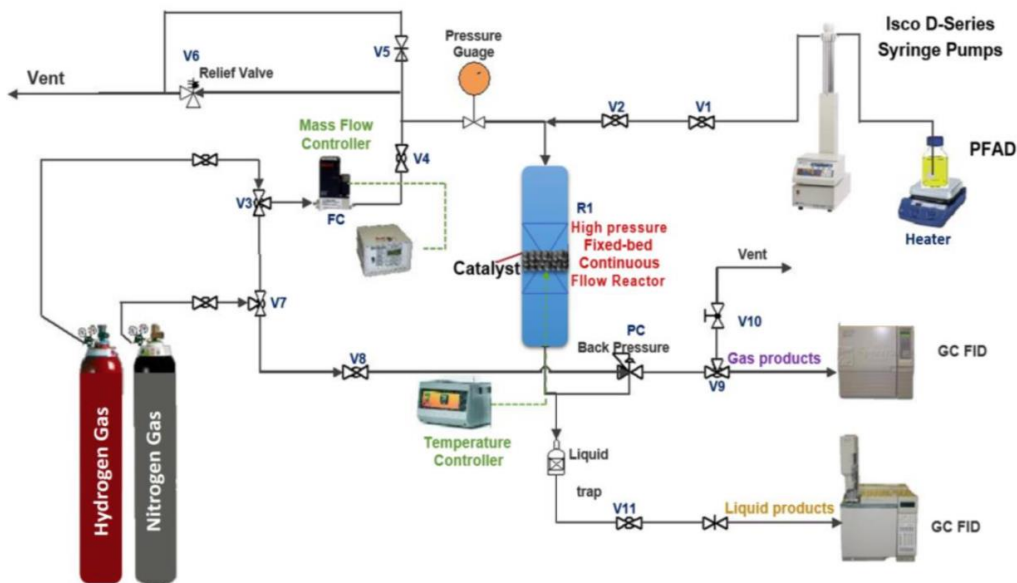 Isco D-Series
Syringe Pumps
Pressure
Guage
V6
V5
Relief Valve
Vent
V2
V1
Mass Flow
Controller
V4
PFAD
V3
FC
R1
High pressure
Fixed-bed
Continuous
Fllow Reactor
Catalyst
Heater
Vent
V7
V10
PC
Back Pressure
V8
Gas products
V9
GC FID
Temperature
Controller
Liquid
trap
V11
Liquid products
GC FID
Hydrogen Gas
Nitrogen Gas